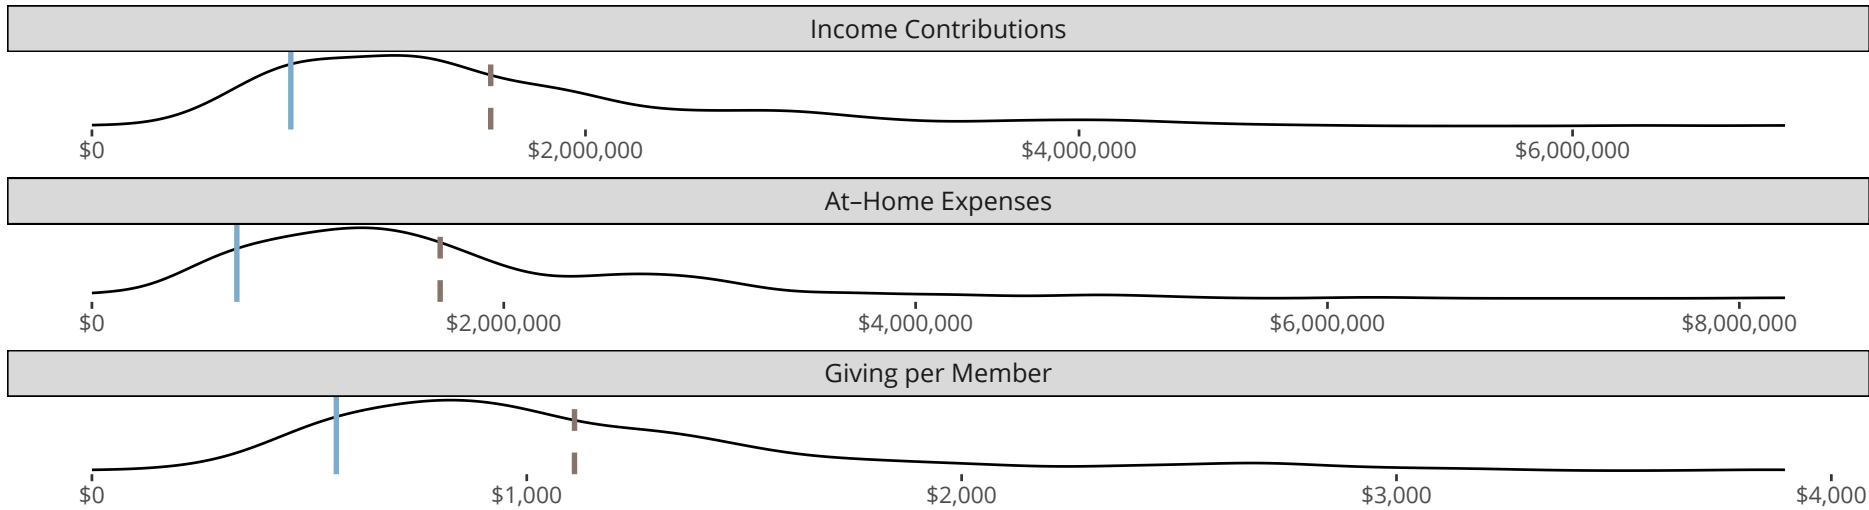 Income Contributions
$0 $2,000,000 $4,000,000 $6,000,000
At–Home Expenses
$0 $2,000,000 $4,000,000 $6,000,000 $8,000,000
Giving per Member
$0 $1,000 $2,000 $3,000 $4,000